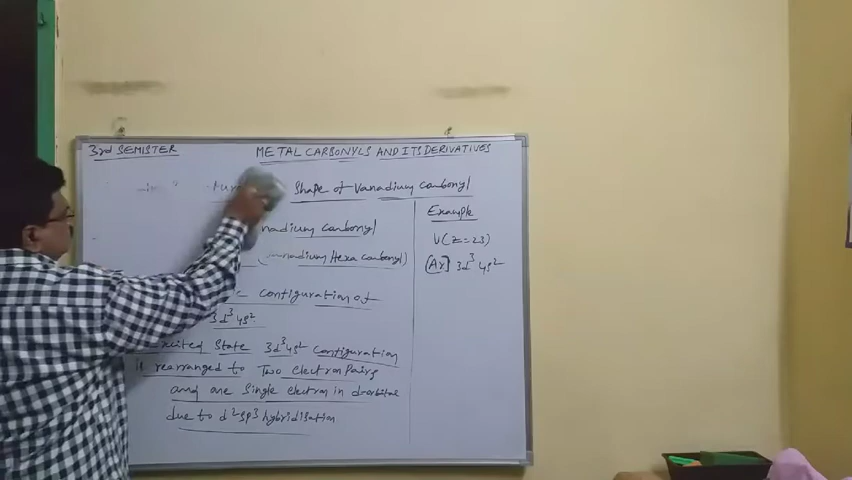 3rd SEMISTER
METAL CARBONYLS AND ITS DERIVATIVES
Shape of Vanadium carbonyl
nadium carbonyl
Hexa carbonyl)
configuration of
3d³ 4s²
State 3d³ 4s² configuration
is rearranged to Two electron pairs
and one single electron in d-orbital
due to d²sp³ hybridisation
Example
V (Z = 23)
[Ar] 3d³ 4s²